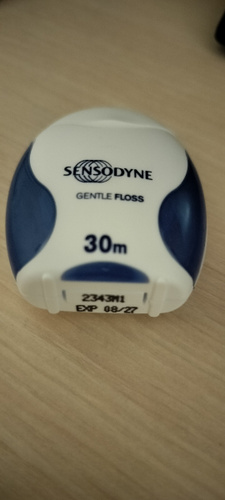 SENSODYNE
GENTLE FLOSS
30m
2343M1
EXP 08/27